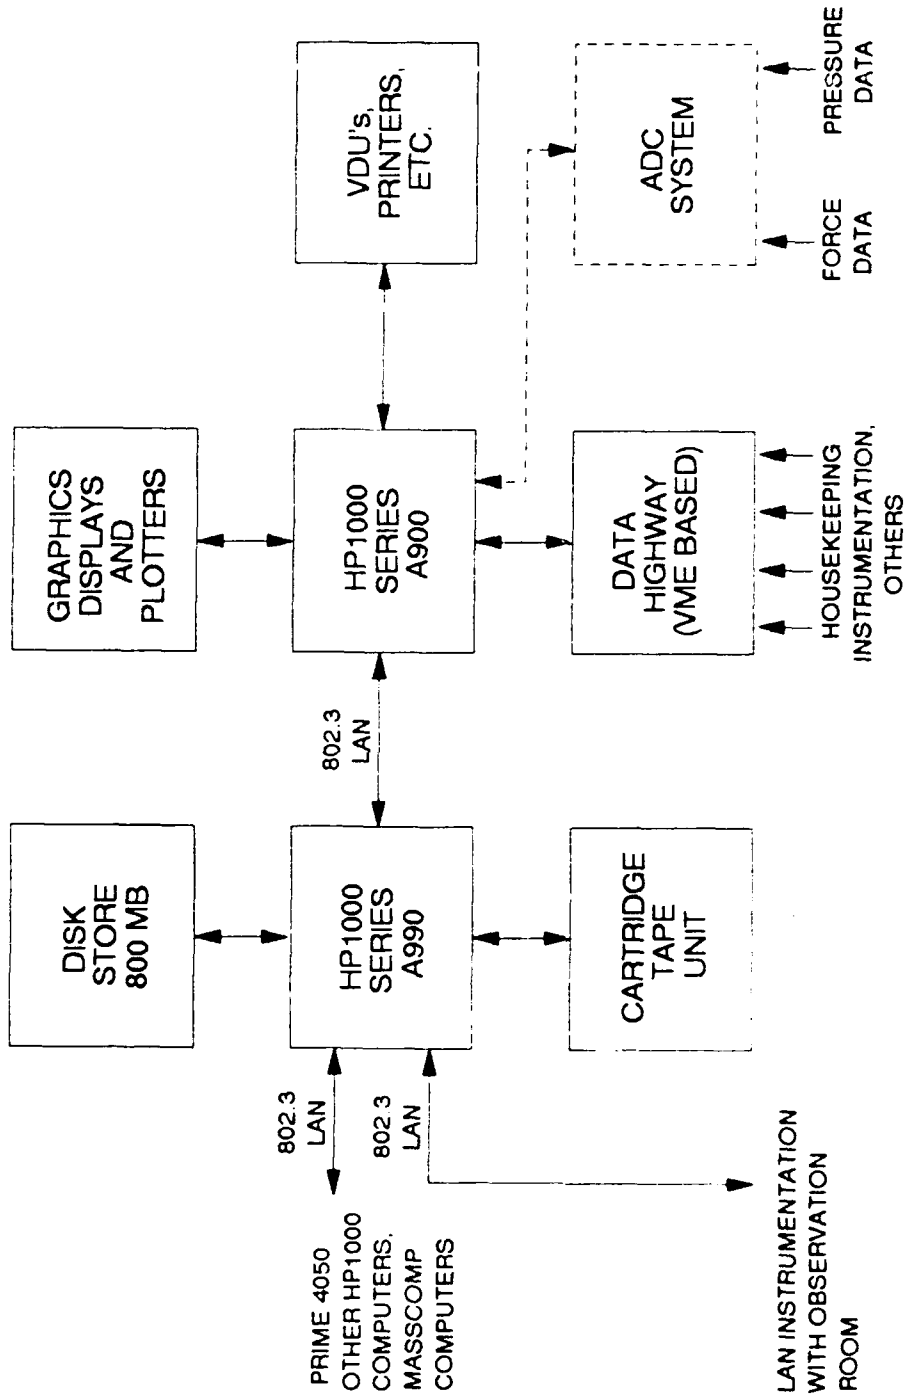 DISK
STORE
800 MB
GRAPHICS
DISPLAYS
AND
PLOTTERS
PRIME 4050
OTHER HP1000
COMPUTERS,
MASSCOMP
COMPUTERS
802.3
LAN
802.3
LAN
HP1000
SERIES
A990
802.3
LAN
HP1000
SERIES
A900
VDU's,
PRINTERS,
ETC.
CARTRIDGE
TAPE
UNIT
DATA
HIGHWAY
(VME BASED)
ADC
SYSTEM
LAN INSTRUMENTATION
WITH OBSERVATION
ROOM
HOUSEKEEPING
INSTRUMENTATION,
OTHERS
FORCE
DATA
PRESSURE
DATA